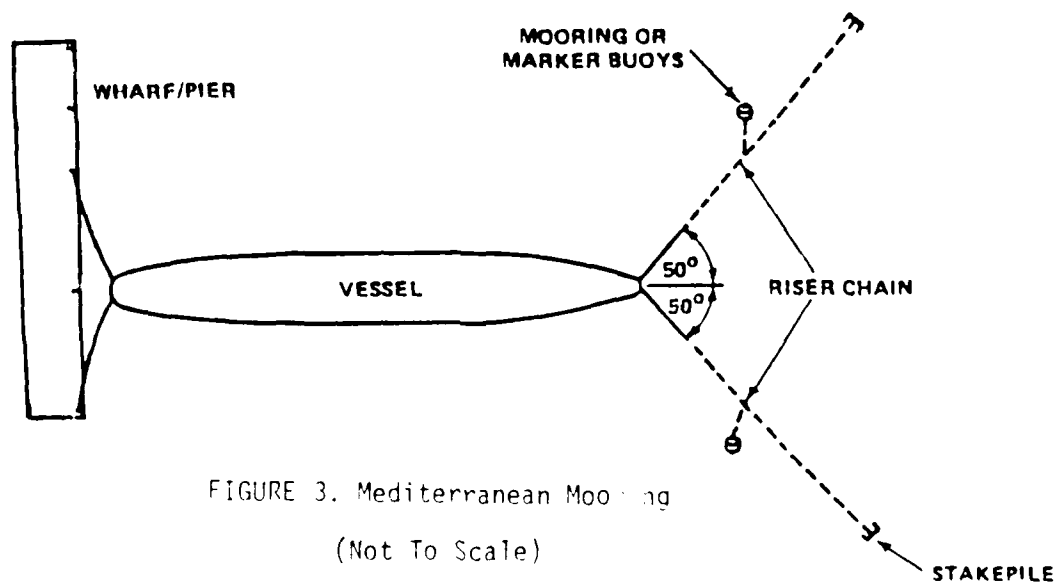 MOORING OR
MARKER BUOYS
WHARF/PIER
50°
50°
VESSEL
RISER CHAIN
FIGURE 3. Mediterranean
(Not To Scale)
STAKEPILE